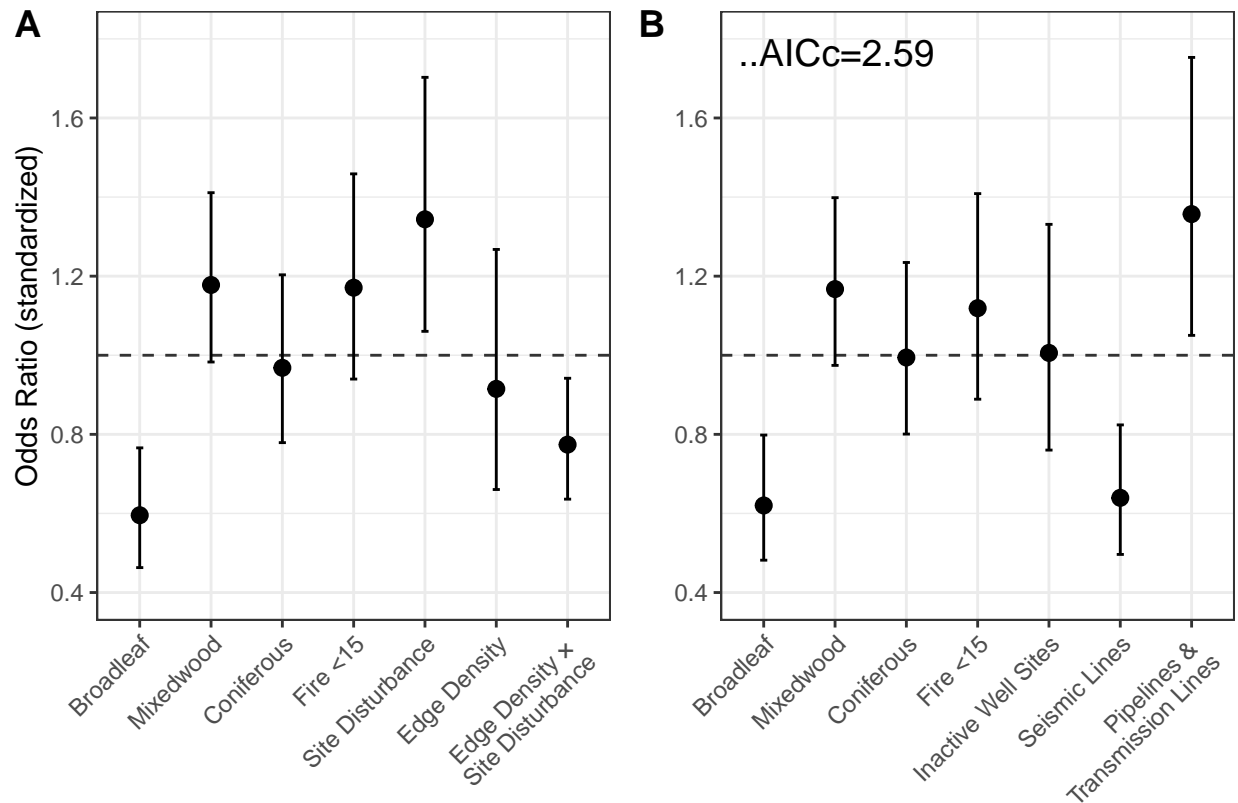 A
B
..AICc=2.59
Odds Ratio (standardized)
1.6
1.2
0.8
0.4
Broadleaf
Mixedwood
Coniferous
Fire <15
Site Disturbance
Edge Density
Edge Density ×
Site Disturbance
1.6
1.2
0.8
0.4
Broadleaf
Mixedwood
Coniferous
Fire <15
Inactive Well Sites
Seismic Lines
Pipelines &
Transmission Lines